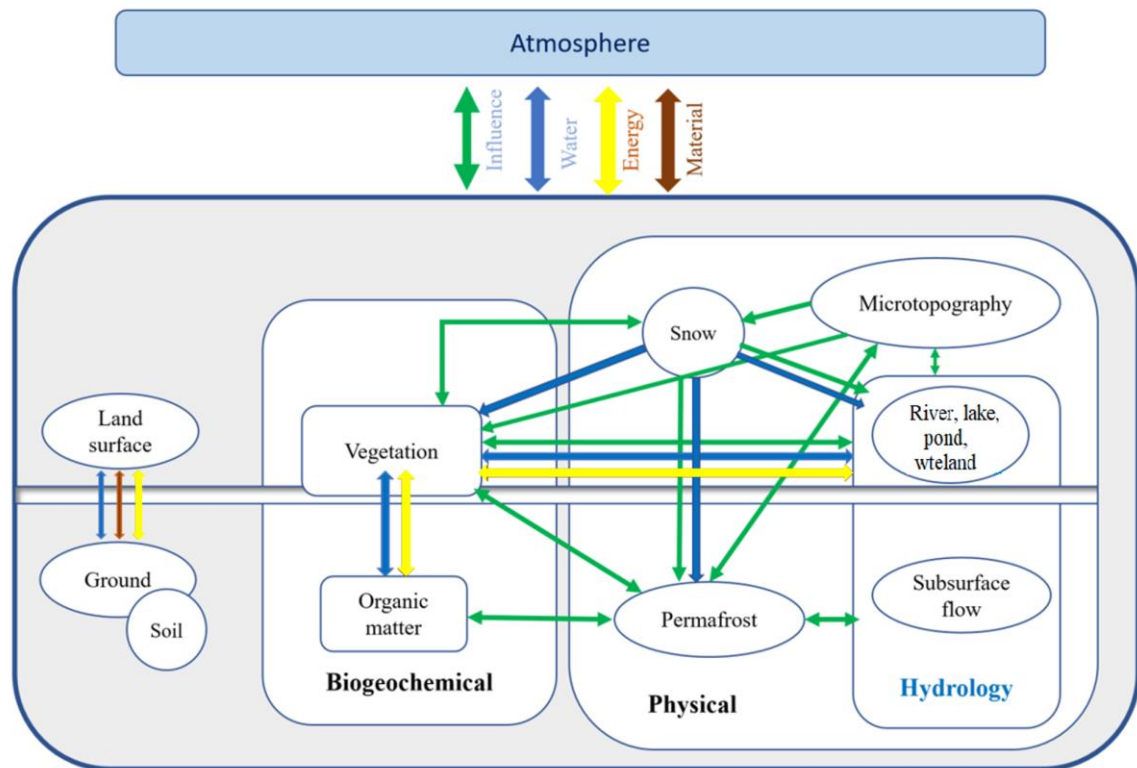 Atmosphere
Influence
Water
Energy
Material
Snow
Microtopography
Land
surface
Vegetation
River, lake,
pond,
wteland
Ground
Soil
Organic
matter
Permafrost
Subsurface
flow
Biogeochemical
Physical
Hydrology